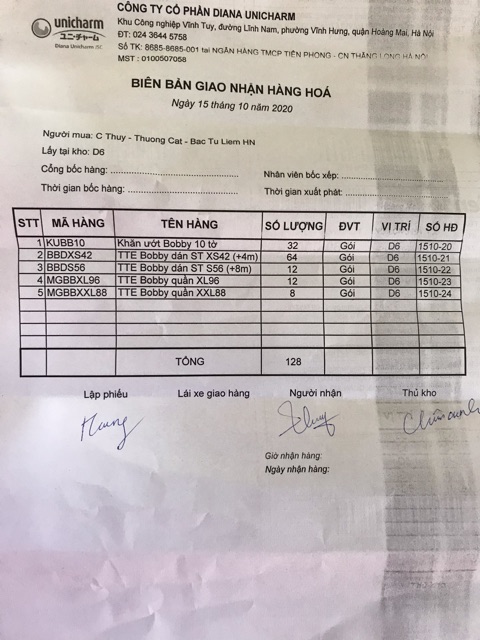 CÔNG TY CỔ PHẦN DIANA UNICHARM
unicharm
ユニ・チャーム
Diana Unicharm JSC
Khu Công nghiệp Vĩnh Tuy, đường Lĩnh Nam, phường Vĩnh Hưng, quận Hoàng Mai, Hà Nội
ĐT: 024 3644 5758
Số TK: 8685-8685-001 tại NGÂN HÀNG TMCP TIÊN PHONG - CN THĂNG LONG HÀ NỘI
MST : 0100507058
BIÊN BẢN GIAO NHẬN HÀNG HOÁ
Ngày 15 tháng 10 năm 2020
Người mua: C Thuy - Thuong Cat - Bac Tu Liem HN
Lấy tại kho: D6
Cổng bốc hàng: Nhân viên bốc xếp:
Thời gian bốc hàng: Thời gian xuất phát:
STT MÃ HÀNG TÊN HÀNG SỐ LƯỢNG ĐVT VỊ TRÍ SỐ HĐ
1 KUBB10 Khăn ướt Bobby 10 tờ 32 Gói D6 1510-20
2 BBDXS42 TTE Bobby dán ST XS42 (+4m) 64 Gói D6 1510-21
3 BBDS56 TTE Bobby dán ST S56 (+8m) 12 Gói D6 1510-22
4 MGBBXL96 TTE Bobby quần XL96 12 Gói D6 1510-23
5 MGBBXXL88 TTE Bobby quần XXL88 8 Gói D6 1510-24
TỔNG 128
Lập phiếu Lái xe giao hàng Người nhận Thủ kho
Giờ nhận hàng:
Ngày nhận hàng: